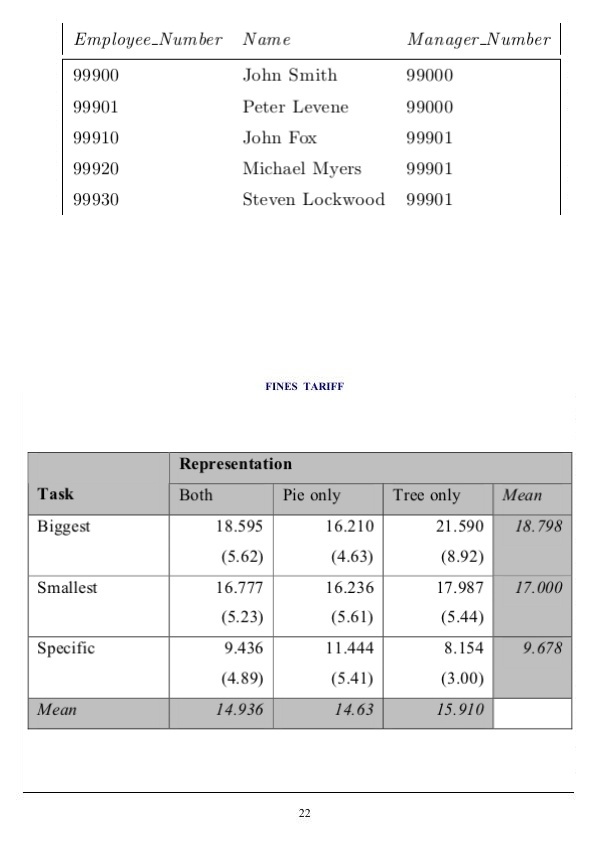 Employee_Number Name Manager_Number
99900 John Smith 99000
99901 Peter Levene 99000
99910 John Fox 99901
99920 Michael Myers 99901
99930 Steven Lockwood 99901
FINES TARIFF
Representation
Task Both Pie only Tree only Mean
Biggest 18.595 16.210 21.590 18.798
(5.62) (4.63) (8.92)
Smallest 16.777 16.236 17.987 17.000
(5.23) (5.61) (5.44)
Specific 9.436 11.444 8.154 9.678
(4.89) (5.41) (3.00)
Mean 14.936 14.63 15.910
22